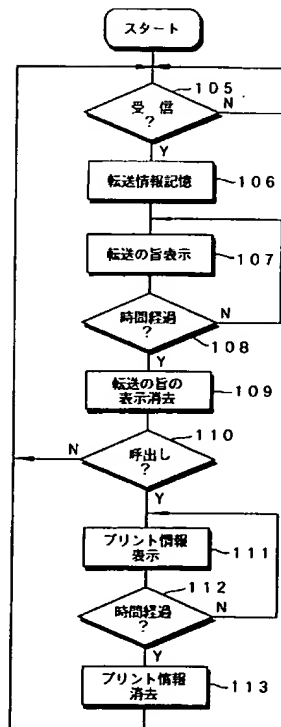 スタート
105
受信
?
N
Y
転送情報記憶
106
転送の旨表示
107
時間経過
?
N
108
Y
転送の旨の
表示消去
109
110
呼出し
?
N
Y
プリント情報
表示
111
112
時間経過
?
N
Y
プリント情報
消去
113